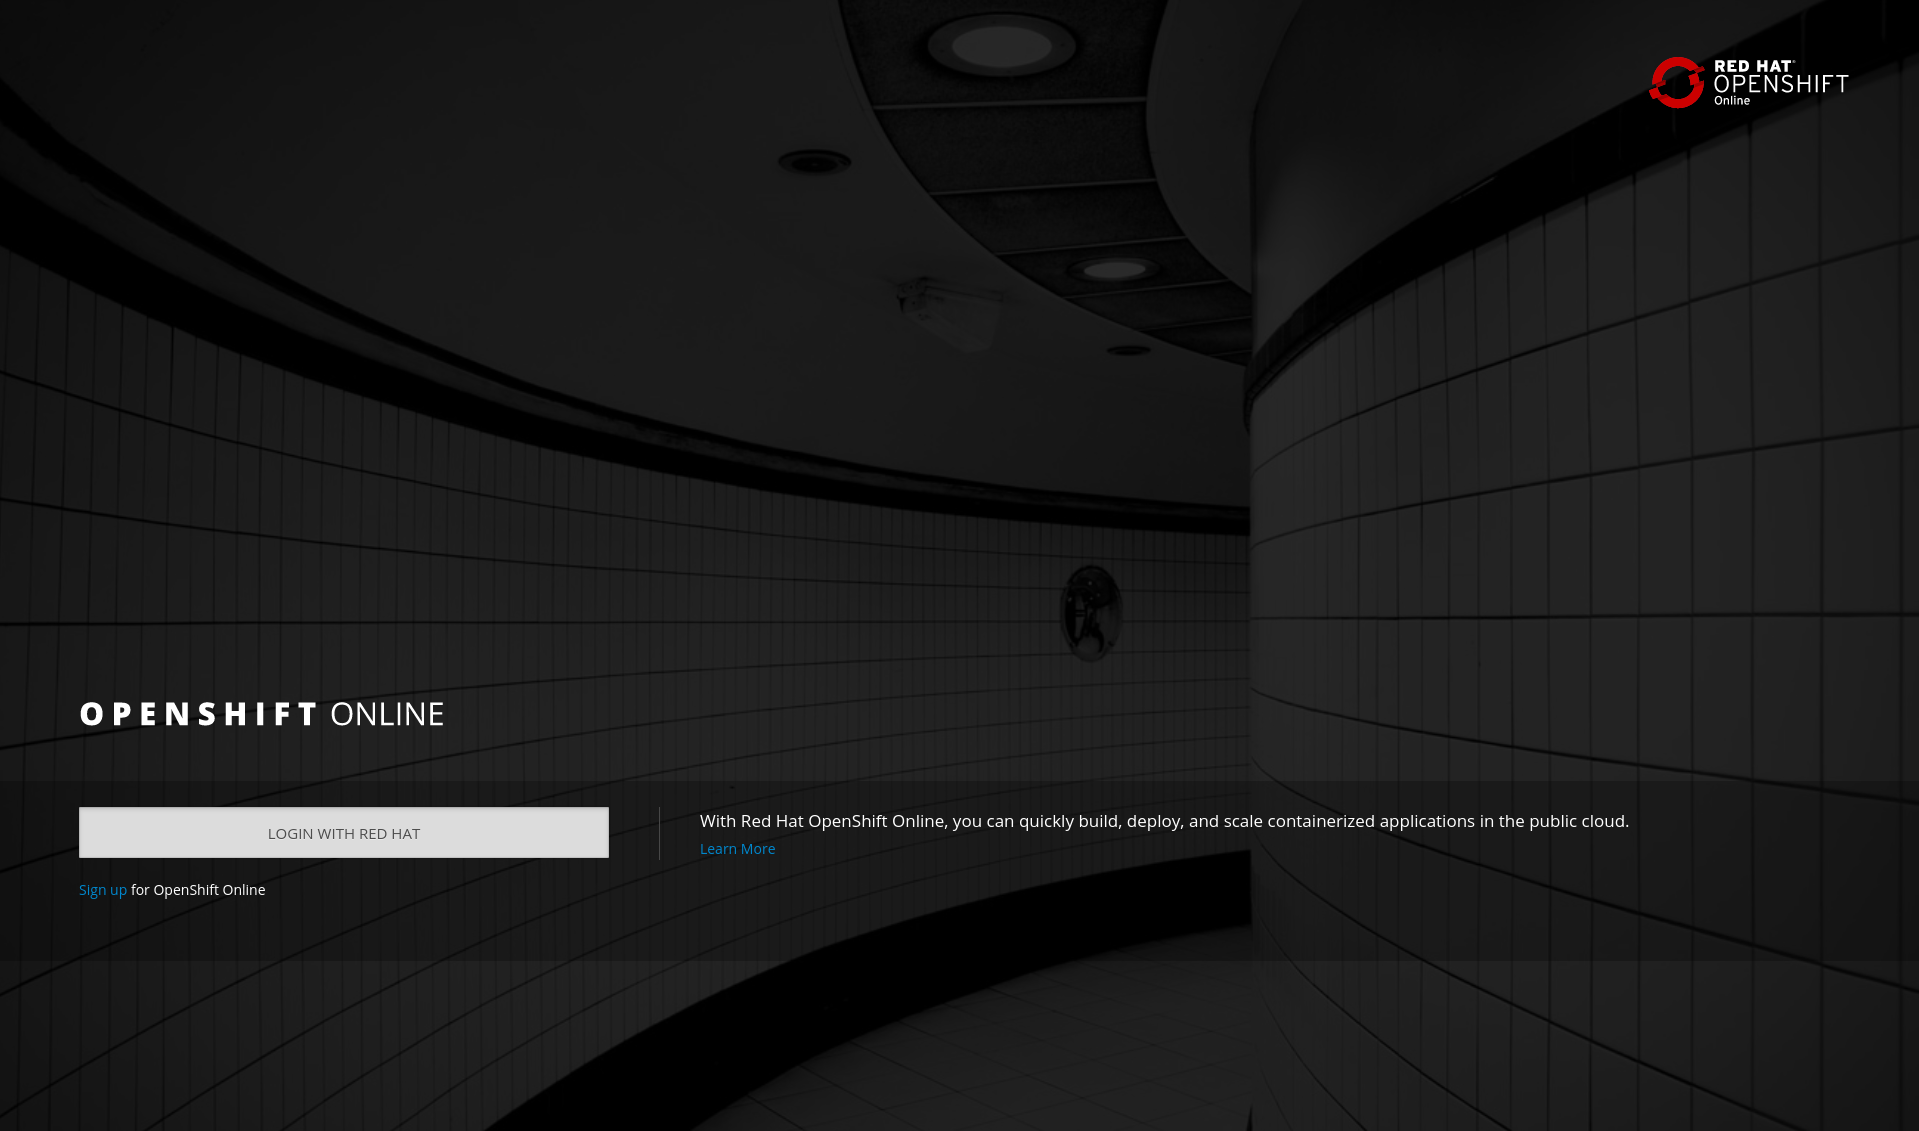 RED HAT
OPENSHIFT
Online
OPENSHIFT ONLINE
LOGIN WITH RED HAT
With Red Hat OpenShift Online, you can quickly build, deploy, and scale containerized applications in the public cloud.
Learn More
Sign up for OpenShift Online